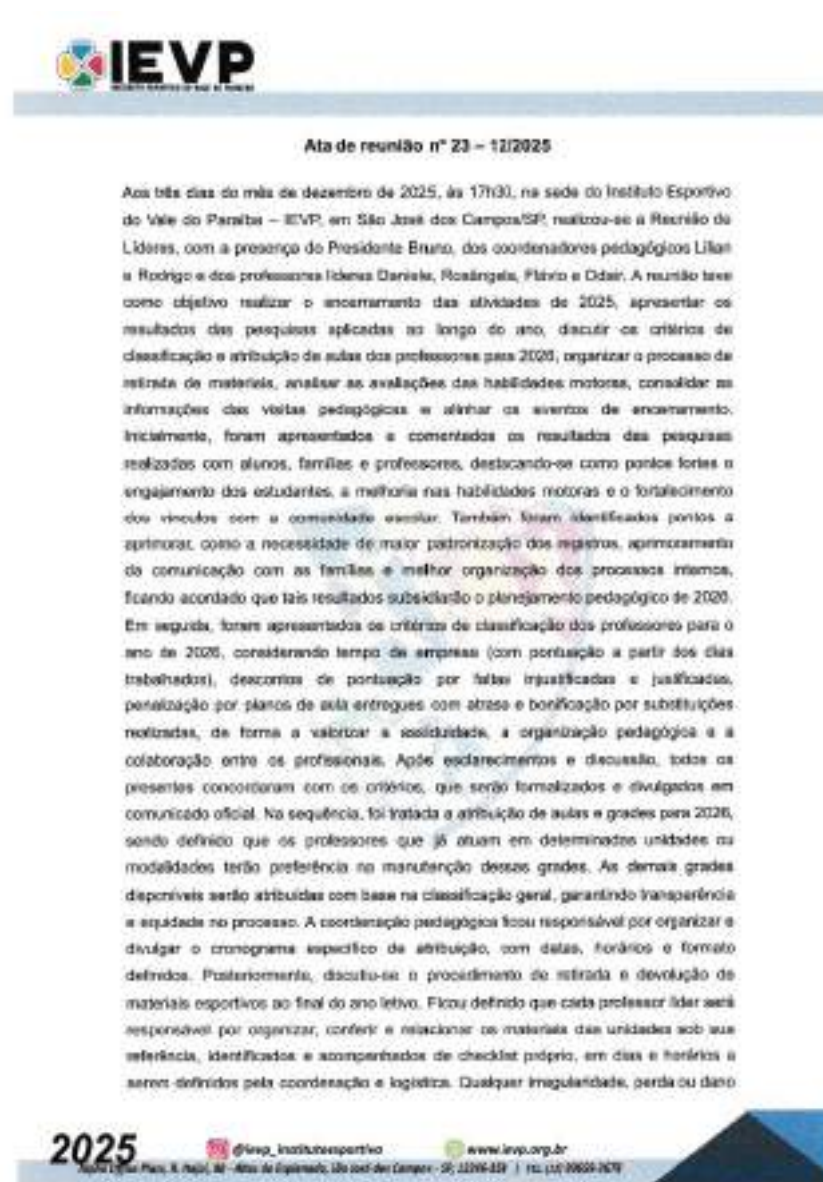 IEVP
Ata de reunião nº 23 – 12/2025
Aos três dias do mês de dezembro de 2025, às 17h30, na sede do Instituto Esportivo
do Vale do Paraíba – IEVP, em São José dos Campos/SP, realizou-se a Reunião de
Líderes, com a presença do Presidente Bruno, dos coordenadores pedagógicos Lilian
e Rodrigo e dos professores líderes Daniele, Rosângela, Flávio e Odair. A reunião teve
como objetivo realizar o encerramento das atividades de 2025, apresentar os
resultados das pesquisas aplicadas ao longo do ano, discutir os critérios de
classificação e atribuição de aulas dos professores para 2026, organizar o processo de
retirada de materiais, analisar as avaliações das habilidades motoras, consolidar as
informações das visitas pedagógicas e alinhar os eventos de encerramento.
Inicialmente, foram apresentados e comentados os resultados das pesquisas
realizadas com alunos, famílias e professores, destacando-se como pontos fortes o
engajamento dos estudantes, a melhoria nas habilidades motoras e o fortalecimento
dos vínculos com a comunidade escolar. Também foram identificados pontos a
aprimorar, como a necessidade de maior padronização dos registros, aprimoramento
da comunicação com as famílias e melhor organização dos processos internos,
ficando acordado que tais resultados subsidiarão o planejamento pedagógico de 2026.
Em seguida, foram apresentados os critérios de classificação dos professores para o
ano de 2026, considerando tempo de empresa (com pontuação a partir dos dias
trabalhados), descontos de pontuação por faltas injustificadas e justificadas,
penalização por planos de aula entregues com atraso e bonificação por substituições
realizadas, de forma a valorizar a assiduidade, a organização pedagógica e a
colaboração entre os profissionais. Após esclarecimentos e discussão, todos os
presentes concordaram com os critérios, que serão formalizados e divulgados em
comunicado oficial. Na sequência, foi tratada a atribuição de aulas e grades para 2026,
sendo definido que os professores que já atuam em determinadas unidades ou
modalidades terão preferência na manutenção dessas grades. As demais grades
disponíveis serão atribuídas com base na classificação geral, garantindo transparência
e equidade no processo. A coordenação pedagógica ficou responsável por organizar e
divulgar o cronograma específico de atribuição, com datas, horários e formato
definidos. Posteriormente, discutiu-se o procedimento de retirada e devolução de
materiais esportivos ao final do ano letivo. Ficou definido que cada professor líder será
responsável por organizar, conferir e relacionar os materiais das unidades sob sua
referência, identificados e acompanhados de checklist próprio, em dias e horários a
serem definidos pela coordenação e logística. Qualquer irregularidade, perda ou dano
2025
@ievp_institutoesportivo
www.ievp.org.br